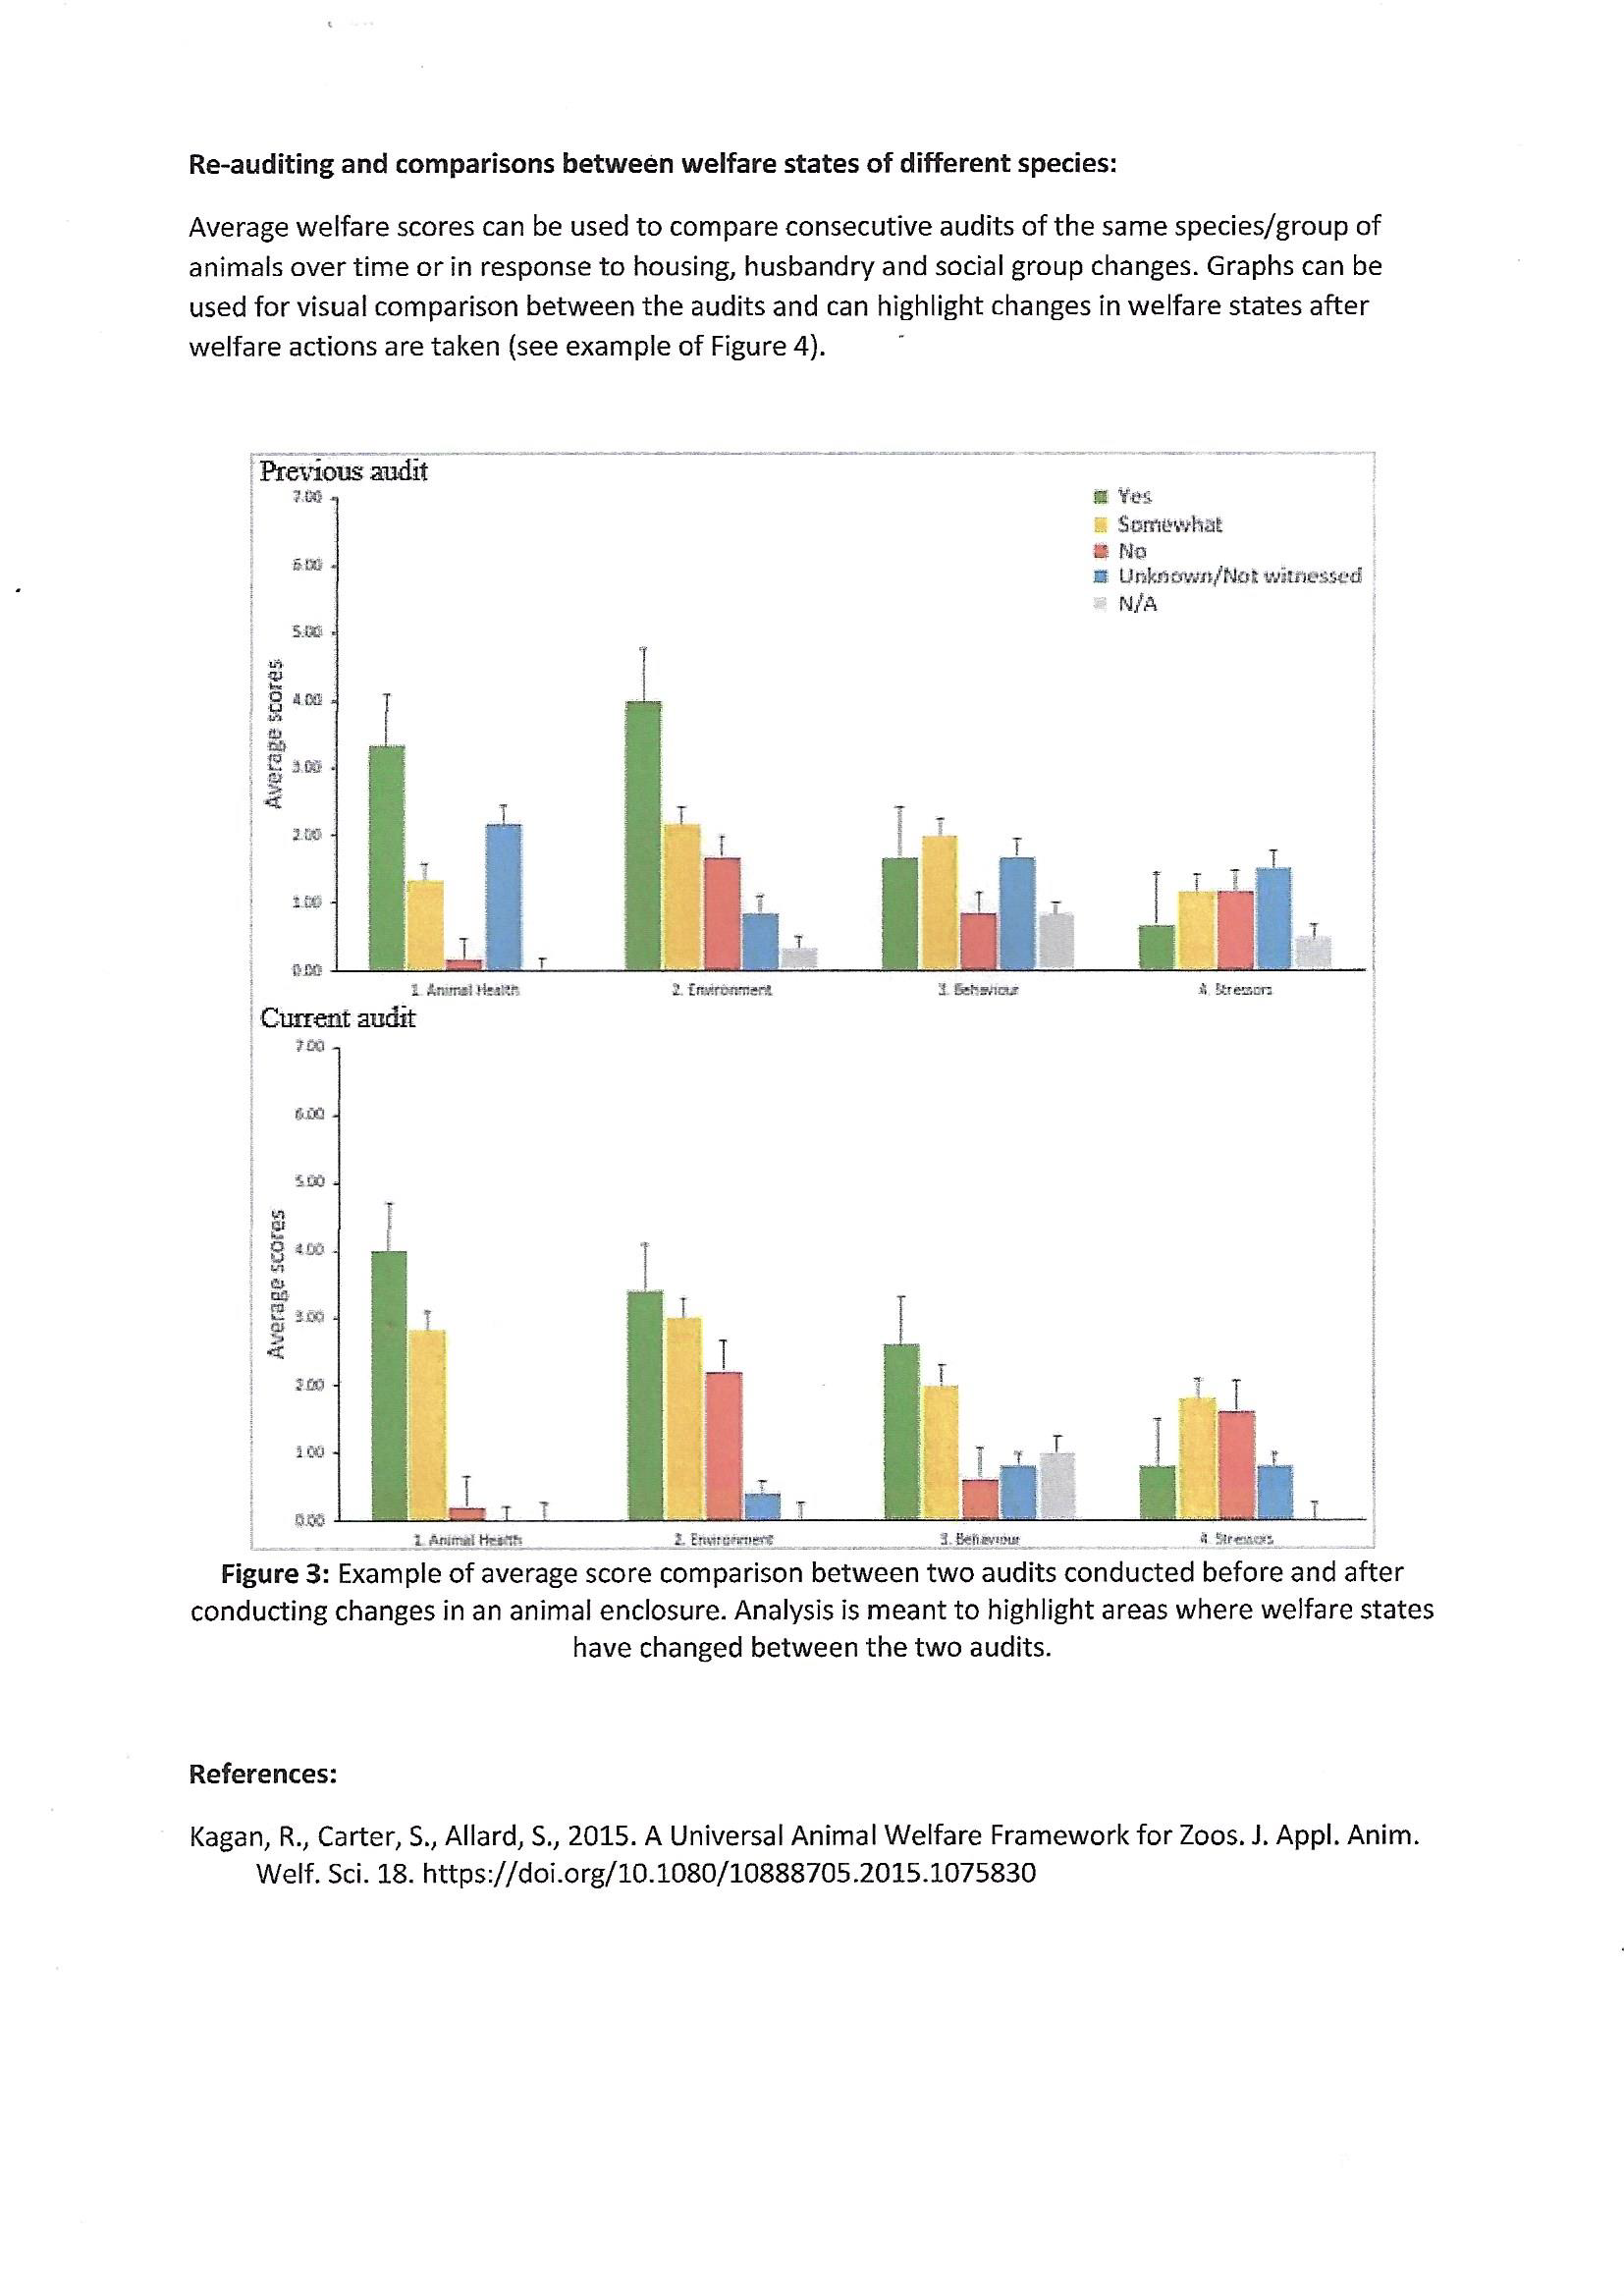 Re-auditing and comparisons between welfare states of different species:
Average welfare scores can be used to compare consecutive audits of the same species/group of
animals over time or in response to housing, husbandry and social group changes. Graphs can be
used for visual comparison between the audits and can highlight changes in welfare states after
welfare actions are taken (see example of Figure 4).
Previous audit
7.00
6.00
5.00
4.00
3.00
2.00
1.00
0.00
Average scores
Yes
Somewhat
No
Unknown/Not witnessed
N/A
1. Animal Health
2. Environment
3. Behaviour
4. Stressors
Current audit
7.00
6.00
5.00
4.00
3.00
2.00
1.00
0.00
Average scores
1. Animal Health
2. Environment
3. Behaviour
4. Stressors
Figure 3: Example of average score comparison between two audits conducted before and after
conducting changes in an animal enclosure. Analysis is meant to highlight areas where welfare states
have changed between the two audits.
References:
Kagan, R., Carter, S., Allard, S., 2015. A Universal Animal Welfare Framework for Zoos. J. Appl. Anim.
Welf. Sci. 18. https://doi.org/10.1080/10888705.2015.1075830